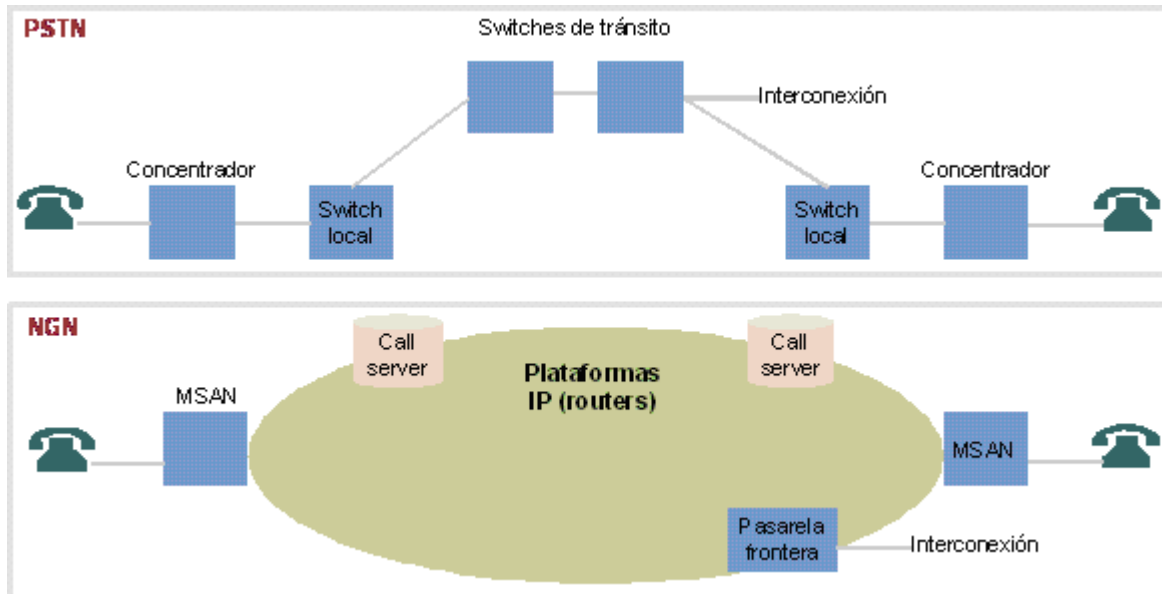 PSTN
Switches de tránsito
Interconexión
Concentrador
Concentrador
Switch
local
Switch
local
NGN
Call
server
Call
server
Plataformas
IP (routers)
MSAN
MSAN
Pasarela
frontera
Interconexión